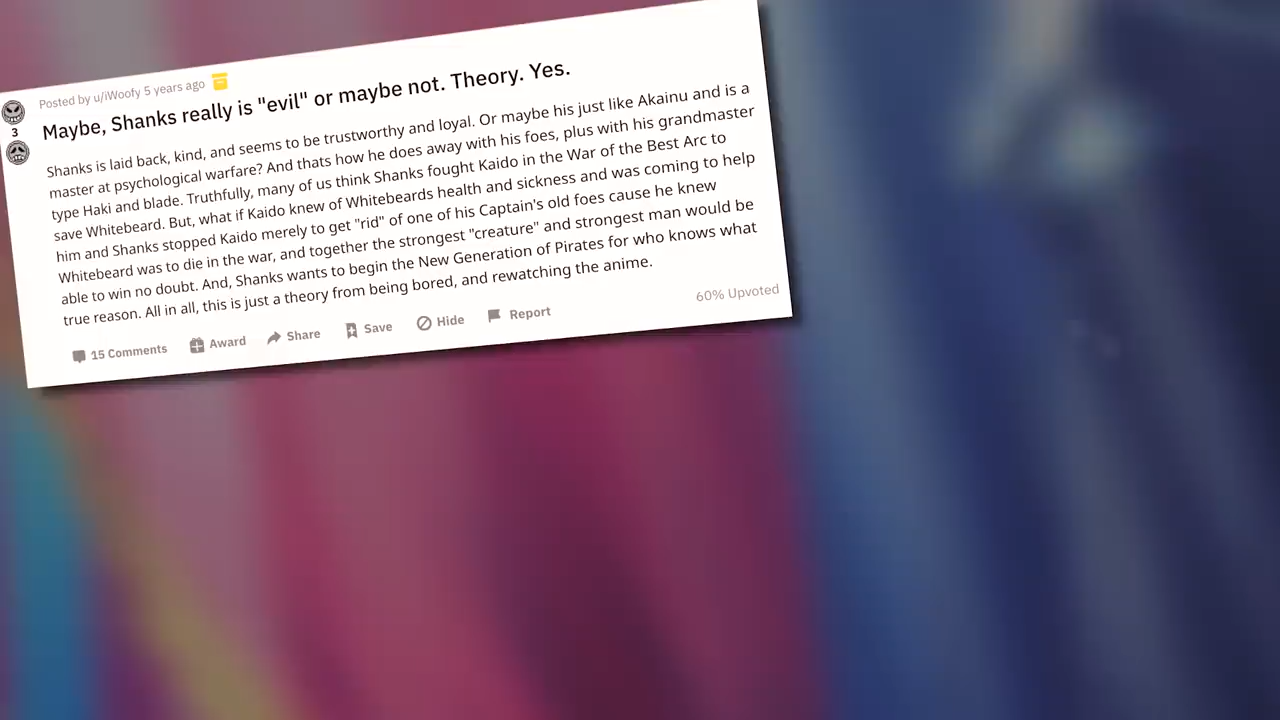 Posted by u/iWoofy 5 years ago
Maybe, Shanks really is "evil" or maybe not. Theory. Yes.
3
Shanks is laid back, kind, and seems to be trustworthy and loyal. Or maybe his just like Akainu and is a
master at psychological warfare? And thats how he does away with his foes, plus with his grandmaster
type Haki and blade. Truthfully, many of us think Shanks fought Kaido in the War of the Best Arc to
save Whitebeard. But, what if Kaido knew of Whitebeards health and sickness and was coming to help
him and Shanks stopped Kaido merely to get "rid" of one of his Captain's old foes cause he knew
Whitebeard was to die in the war, and together the strongest "creature" and strongest man would be
able to win no doubt. And, Shanks wants to begin the New Generation of Pirates for who knows what
true reason. All in all, this is just a theory from being bored, and rewatching the anime.
15 Comments Award Share Save Hide Report
60% Upvoted